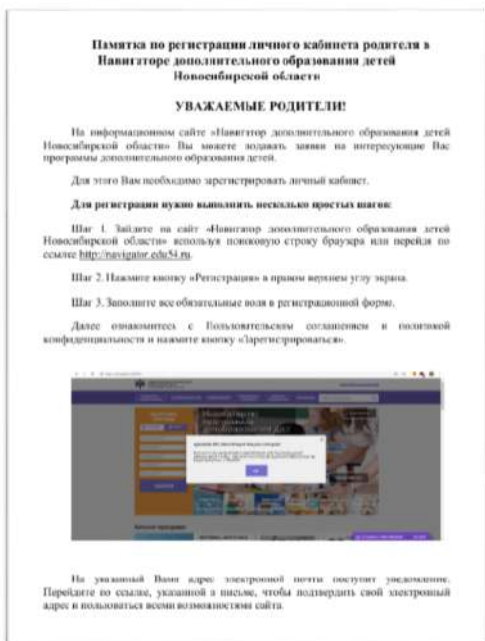 Памятка по регистрации личного кабинета родителя в
Навигаторе дополнительного образования детей
Новосибирской области
УВАЖАЕМЫЕ РОДИТЕЛИ!
На информационном сайте «Навигатор дополнительного образования детей
Новосибирской области» Вы можете подавать заявки на интересующие Вас
программы дополнительного образования детей.
Для этого Вам необходимо зарегистрировать личный кабинет.
Для регистрации нужно выполнить несколько простых шагов:
Шаг 1. Зайдите на сайт «Навигатор дополнительного образования детей
Новосибирской области» используя поисковую строку браузера или перейдя по
ссылке http://navigator.edu54.ru.
Шаг 2. Нажмите кнопку «Регистрация» в правом верхнем углу экрана.
Шаг 3. Заполните все обязательные поля в регистрационной форме.
Далее ознакомитесь с Пользовательским соглашением и политикой
конфиденциальности и нажмите кнопку «Зарегистрироваться».
На указанный Вами адрес электронной почты поступит уведомление.
Перейдите по ссылке, указанной в письме, чтобы подтвердить свой электронный
адрес и пользоваться всеми возможностями сайта.